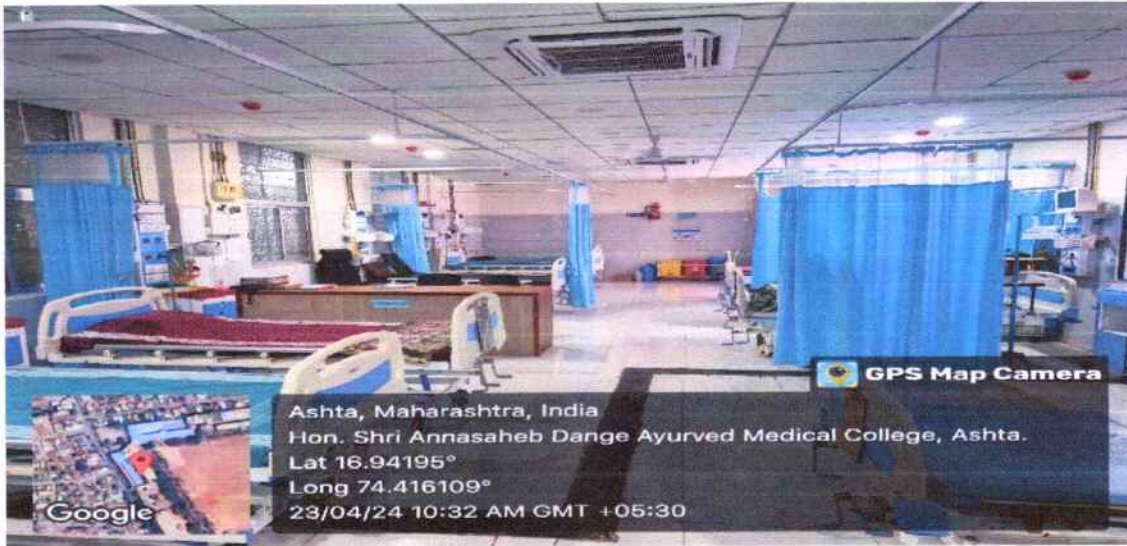 GPS Map Camera
Ashta, Maharashtra, India
Hon. Shri Annasaheb Dange Ayurved Medical College, Ashta.
Lat 16.94195°
Long 74.416109°
23/04/24 10:32 AM GMT +05:30
Google